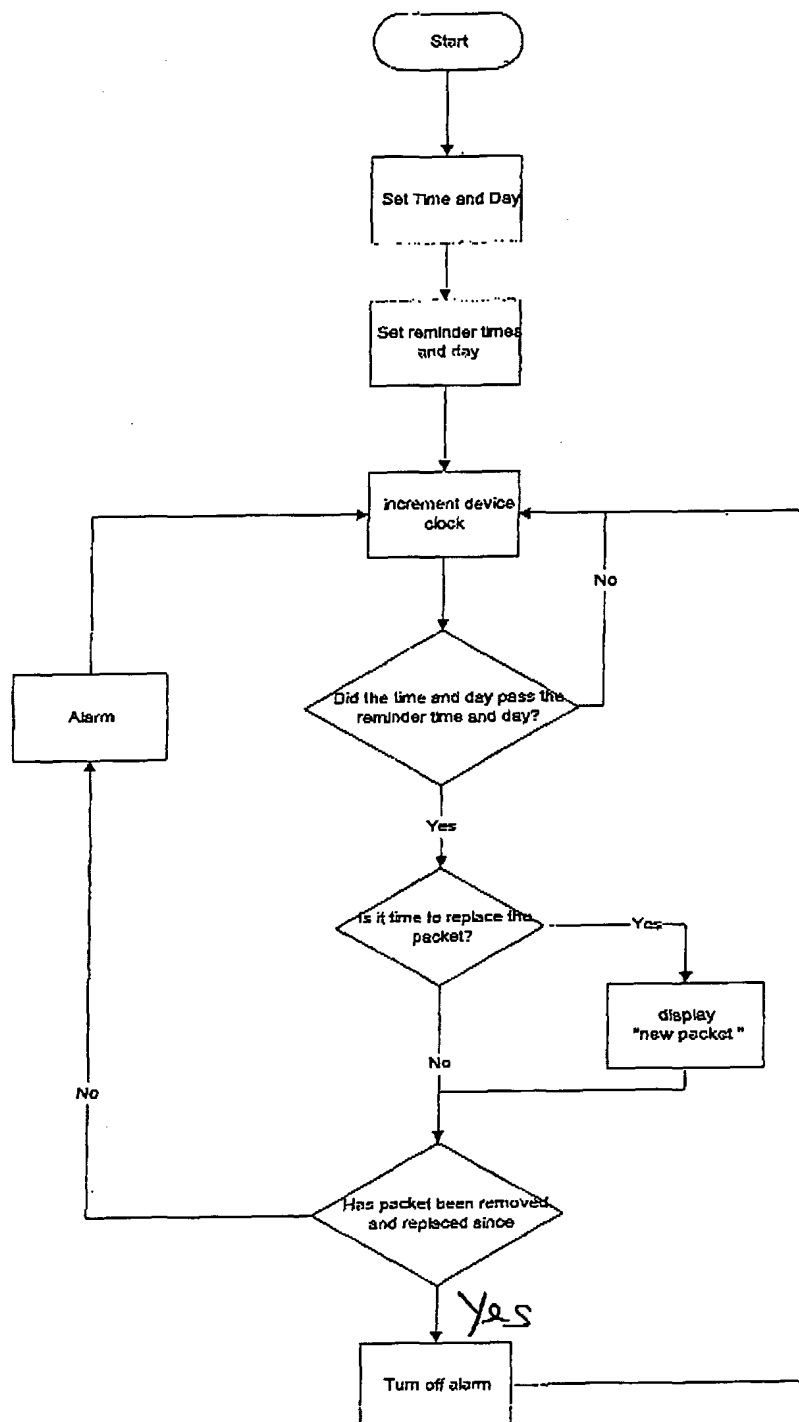 Start
Set Time and Day
Set reminder times
and day
increment device
clock
No
Did the time and day pass the
reminder time and day?
Alarm
Yes
Is it time to replace the
packet?
Yes
display
"new packet "
No
No
Has packet been removed
and replaced since
Yes
Turn off alarm